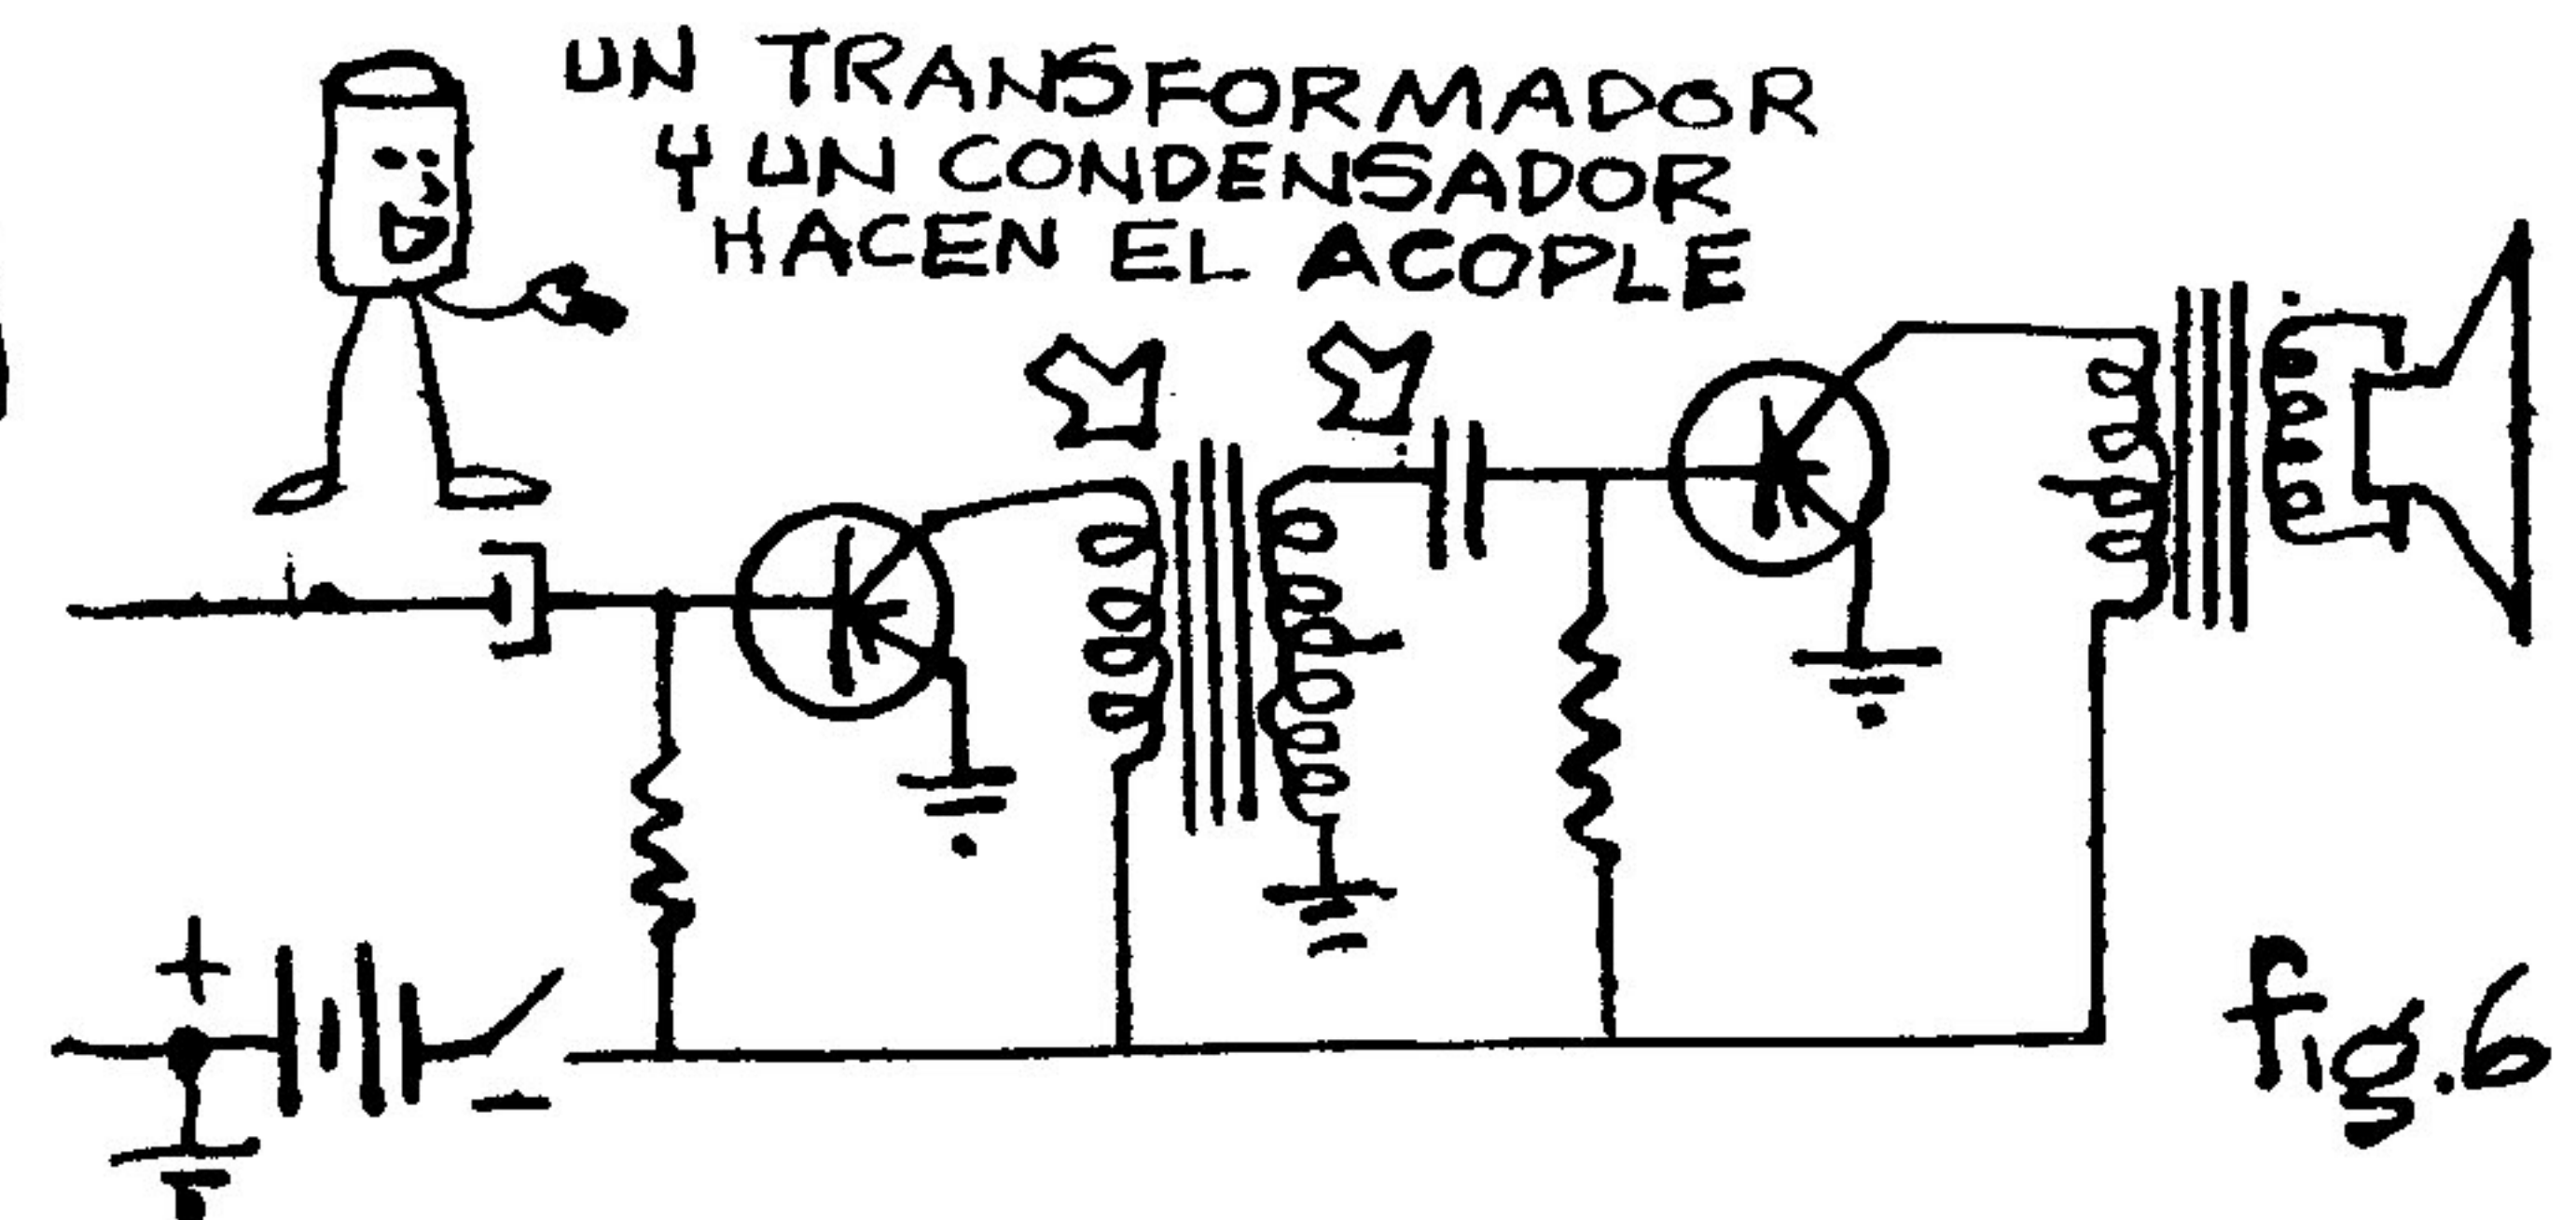 UN TRANSFORMADOR
Y UN CONDENSADOR
HACEN EL ACOPLE
+
-
fig.6